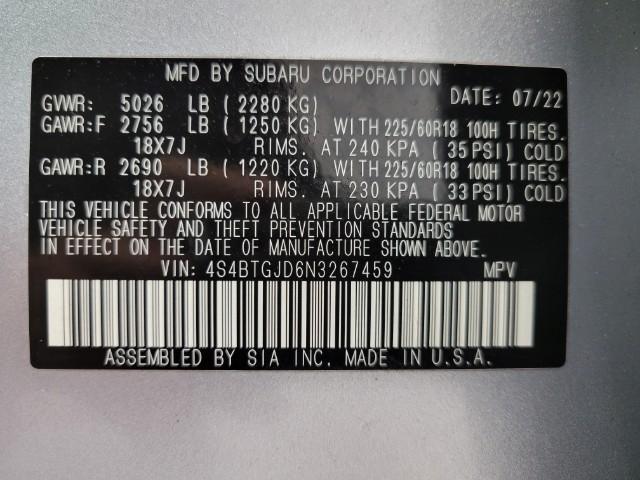 MFD BY SUBARU CORPORATION
DATE: 07/22
GVWR: 5026 LB (2280 KG)
GAWR:F 2756 LB (1250 KG) WITH 225/60R18 100H TIRES.
18X7J RIMS. AT 240 KPA (35 PSI) COLD
GAWR:R 2690 LB (1220 KG) WITH 225/60R18 100H TIRES.
18X7J RIMS. AT 230 KPA (33 PSI) COLD
THIS VEHICLE CONFORMS TO ALL APPLICABLE FEDERAL MOTOR
VEHICLE SAFETY AND THEFT PREVENTION STANDARDS
IN EFFECT ON THE DATE OF MANUFACTURE SHOWN ABOVE.
VIN: 4S4BTGJD6N3267459 MPV
ASSEMBLED BY SIA INC. MADE IN U.S.A.